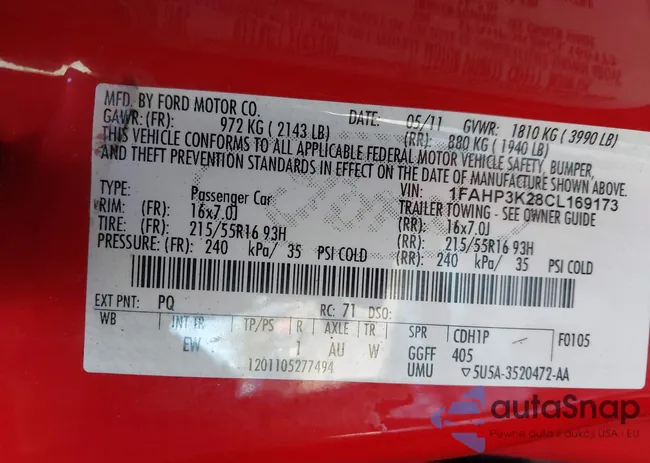 MFD. BY FORD MOTOR CO.
DATE: 05/11 GVWR: 1810 KG ( 3990 LB)
GAWR: (FR): 972 KG ( 2143 LB) (RR): 880 KG ( 1940 LB)
THIS VEHICLE CONFORMS TO ALL APPLICABLE FEDERAL MOTOR VEHICLE SAFETY, BUMPER,
AND THEFT PREVENTION STANDARDS IN EFFECT ON THE DATE OF MANUFACTURE SHOWN ABOVE.
VIN: 1FAHP3K28CL169173
TYPE: Passenger Car TRAILER TOWING - SEE OWNER GUIDE
RIM: (FR) 16x7.0J (RR): 16x7.0J
TIRE: (FR) 215/55R16 93H (RR): 215/55R16 93H
PRESSURE: (FR): 240 kPa/ 35 PSI COLD (RR): 240 kPa/ 35 PSI COLD
EXT PNT: PQ RC: 71 DSO:
WB INT TR TP/PS R AXLE TR SPR CDH1P F0105
EW 1 AU W GGFF 405
1201105277494 UMU ▽5U5A-3520472-AA
autoSnap
Pewne auta z aukcji USA i EU